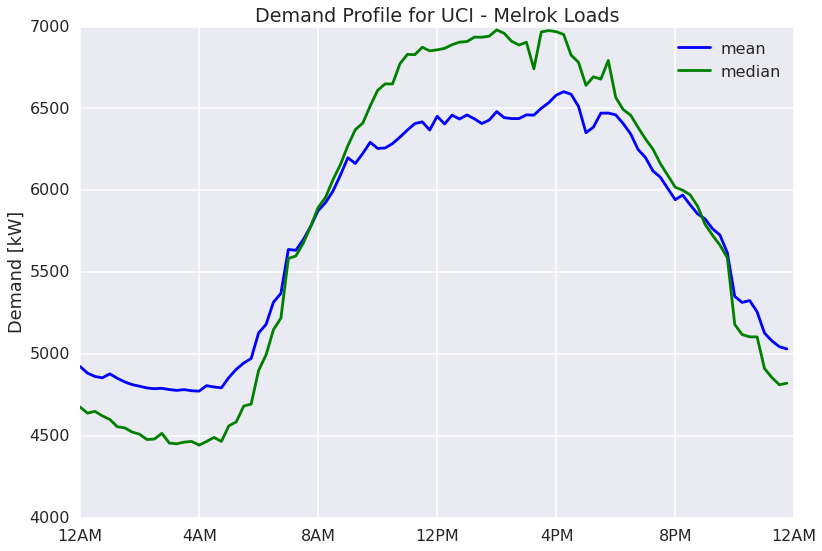 Demand Profile for UCI - Melrok Loads
7000
6500
6000
5500
5000
4500
4000
Demand [kW]
mean
median
12AM 4AM 8AM 12PM 4PM 8PM 12AM